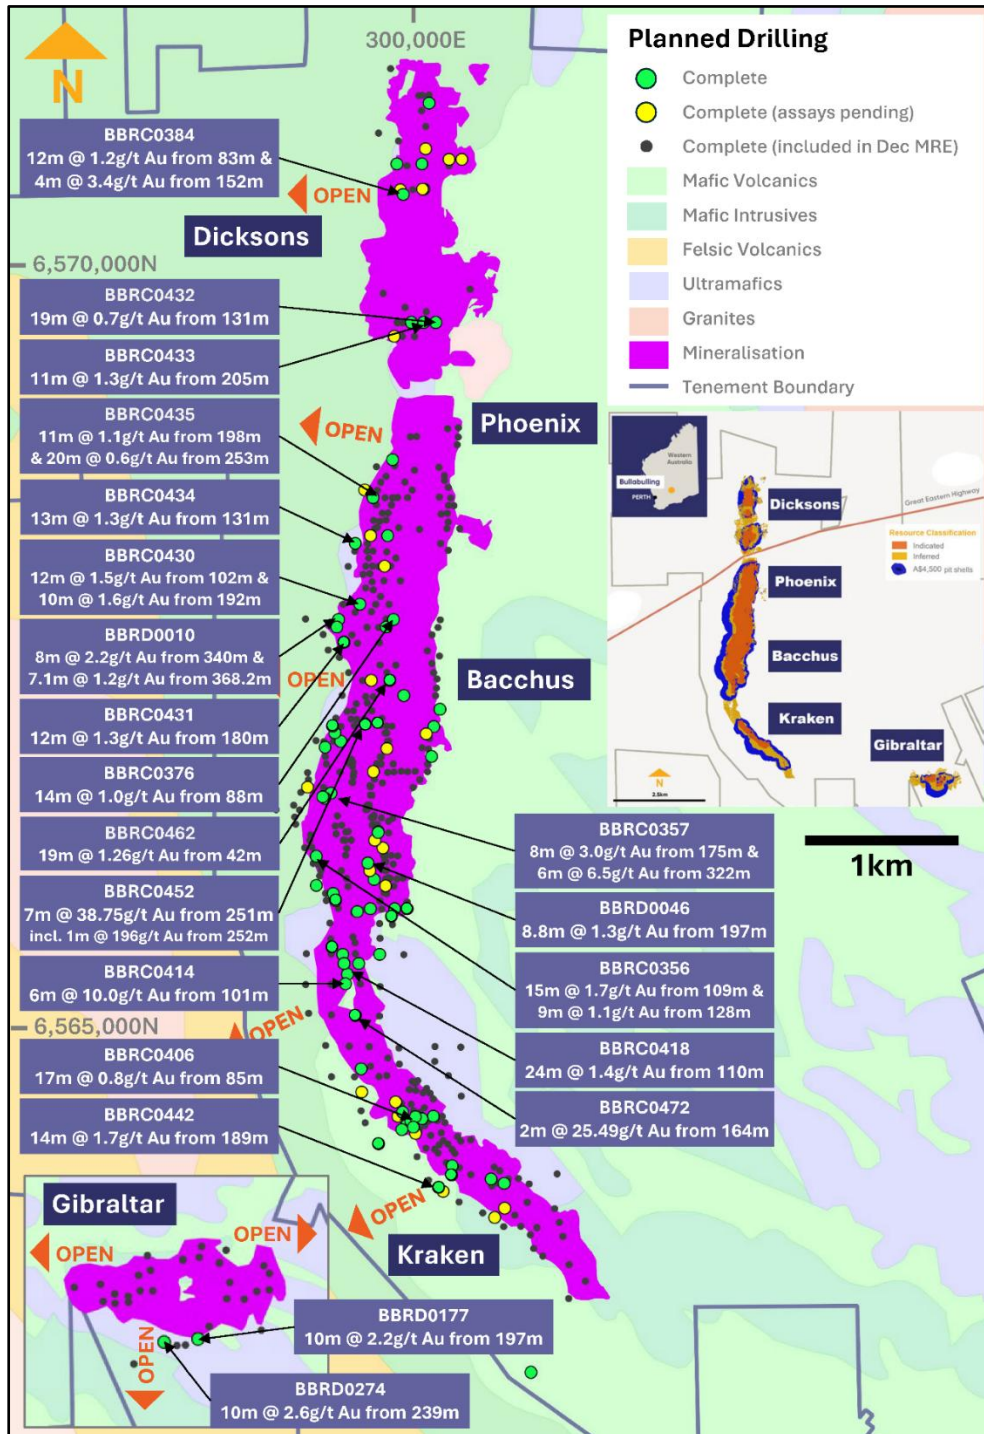 300,000E
N
BBRC0384
12m @ 1.2g/t Au from 83m &
4m @ 3.4g/t Au from 152m
OPEN
Dicksons
6,570,000N
BBRC0432
19m @ 0.7g/t Au from 131m
BBRC0433
11m @ 1.3g/t Au from 205m
BBRC0435
11m @ 1.1g/t Au from 198m
& 20m @ 0.6g/t Au from 253m
OPEN
Phoenix
BBRC0434
13m @ 1.3g/t Au from 131m
BBRC0430
12m @ 1.5g/t Au from 102m &
10m @ 1.6g/t Au from 192m
BBRD0010
8m @ 2.2g/t Au from 340m &
7.1m @ 1.2g/t Au from 368.2m
OPEN
Bacchus
BBRC0431
12m @ 1.3g/t Au from 180m
BBRC0376
14m @ 1.0g/t Au from 88m
BBRC0462
19m @ 1.26g/t Au from 42m
BBRC0452
7m @ 38.75g/t Au from 251m
incl. 1m @ 196g/t Au from 252m
BBRC0414
6m @ 10.0g/t Au from 101m
6,565,000N
OPEN
BBRC0406
17m @ 0.8g/t Au from 85m
BBRC0442
14m @ 1.7g/t Au from 189m
OPEN
Kraken
Planned Drilling
Complete
Complete (assays pending)
Complete (included in Dec MRE)
Mafic Volcanics
Mafic Intrusives
Felsic Volcanics
Ultramafics
Granites
Mineralisation
Tenement Boundary
Western
Australia
Bullabulling
PERTH
Dicksons
Great Eastern Highway
Resource Classification
Indicated
Inferred
A$4,500 pit shells
Phoenix
Bacchus
Kraken
Gibraltar
N
2.5km
1km
BBRC0357
8m @ 3.0g/t Au from 175m &
6m @ 6.5g/t Au from 322m
BBRD0046
8.8m @ 1.3g/t Au from 197m
BBRC0356
15m @ 1.7g/t Au from 109m &
9m @ 1.1g/t Au from 128m
BBRC0418
24m @ 1.4g/t Au from 110m
BBRC0472
2m @ 25.49g/t Au from 164m
Gibraltar
OPEN
OPEN
OPEN
BBRD0177
10m @ 2.2g/t Au from 197m
BBRD0274
10m @ 2.6g/t Au from 239m